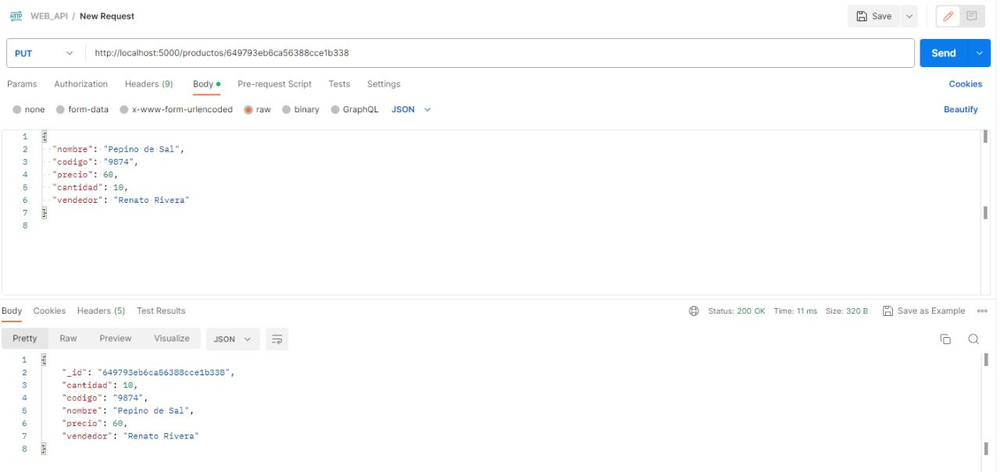 HTTP WEB_API / New Request Save
PUT http://localhost:5000/productos/649793eb6ca56388cce1b338 Send
Params Authorization Headers (9) Body Pre-request Script Tests Settings Cookies
none form-data x-www-form-urlencoded raw binary GraphQL JSON Beautify
1 {
2 "nombre": "Pepino de Sal",
3 "codigo": "9874",
4 "precio": 60,
5 "cantidad": 10,
6 "vendedor": "Renato Rivera"
7 }
8
Body Cookies Headers (5) Test Results Status: 200 OK Time: 11 ms Size: 320 B Save as Example
Pretty Raw Preview Visualize JSON
1 {
2 "_id": "649793eb6ca56388cce1b338",
3 "cantidad": 10,
4 "codigo": "9874",
5 "nombre": "Pepino de Sal",
6 "precio": 60,
7 "vendedor": "Renato Rivera"
8 }